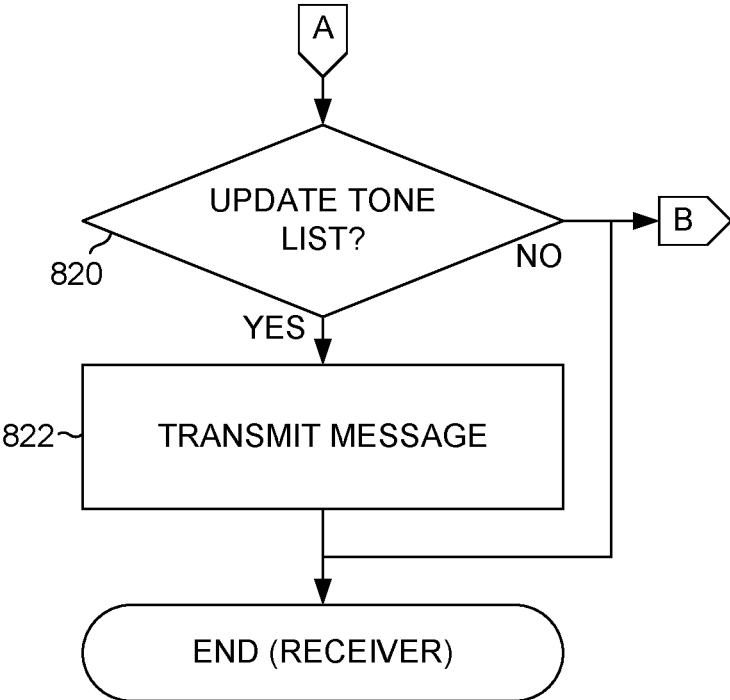 A
UPDATE TONE
LIST?
B
820
NO
YES
822
TRANSMIT MESSAGE
END (RECEIVER)